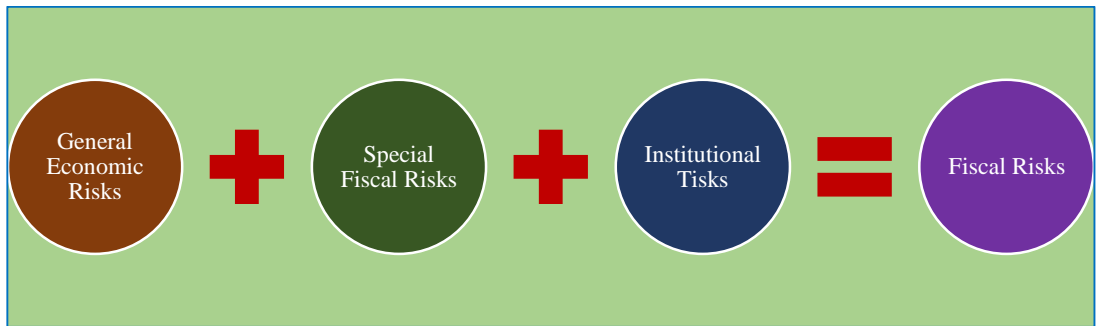 General
Economic
Risks
Special
Fiscal Risks
Institutional
Tisks
Fiscal Risks